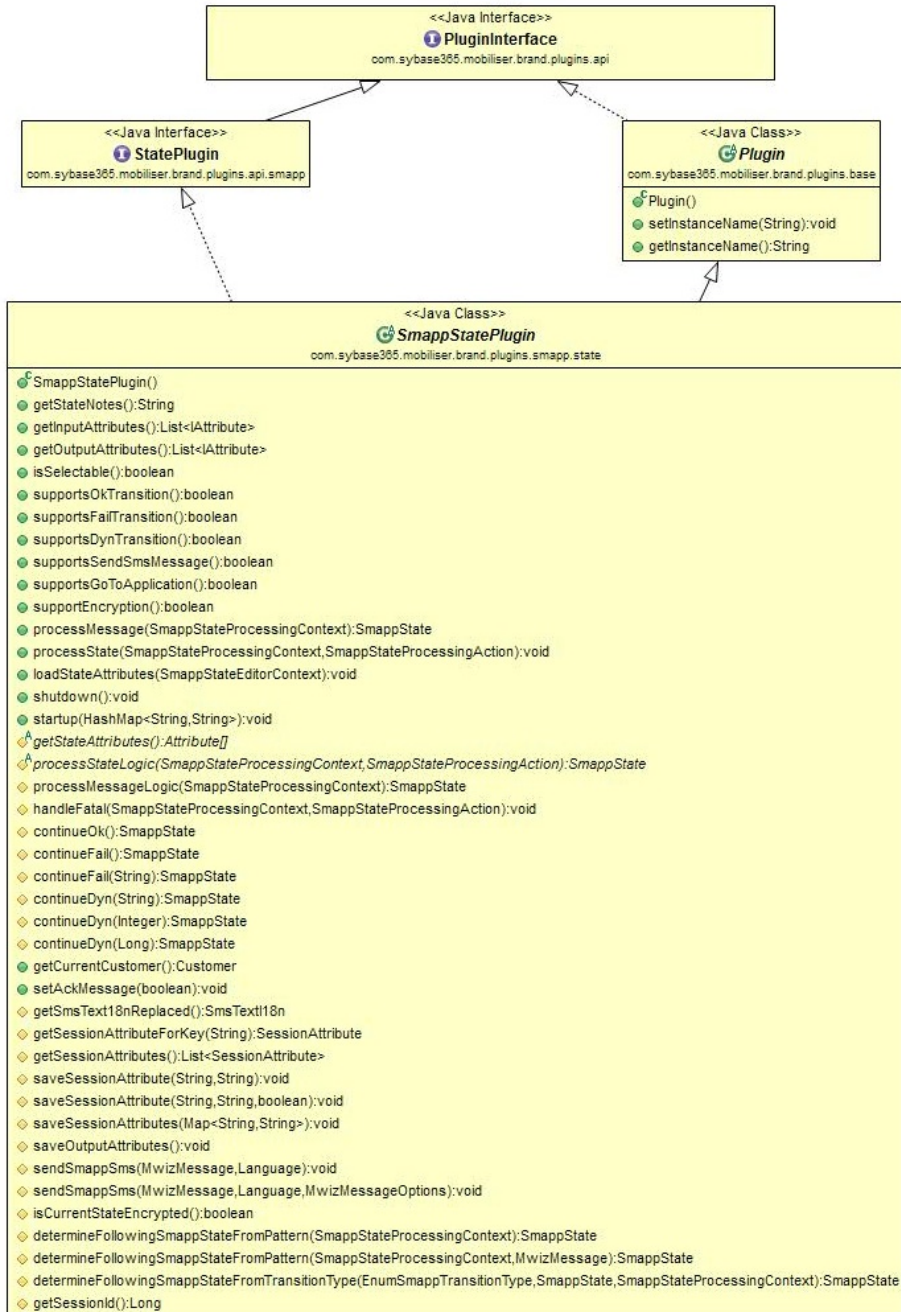 <<Java Interface>>
PluginInterface
com.sybase365.mobiliser.brand.plugins.api
<<Java Interface>>
StatePlugin
com.sybase365.mobiliser.brand.plugins.api.smapp
<<Java Class>>
Plugin
com.sybase365.mobiliser.brand.plugins.base
Plugin()
setInstanceName(String):void
getInstanceName():String
<<Java Class>>
SmappStatePlugin
com.sybase365.mobiliser.brand.plugins.smapp.state
SmappStatePlugin()
getStateNotes():String
getInputAttributes():List<IAttribute>
getOutputAttributes():List<IAttribute>
isSelectable():boolean
supportsOkTransition():boolean
supportsFailTransition():boolean
supportsDynTransition():boolean
supportsSendSmsMessage():boolean
supportsGoToApplication():boolean
supportEncryption():boolean
processMessage(SmappStateProcessingContext):SmappState
processState(SmappStateProcessingContext,SmappStateProcessingAction):void
loadStateAttributes(SmappStateEditorContext):void
shutdown():void
startup(HashMap<String,String>):void
getStateAttributes():Attribute[]
processStateLogic(SmappStateProcessingContext,SmappStateProcessingAction):SmappState
processMessageLogic(SmappStateProcessingContext):SmappState
handleFatal(SmappStateProcessingContext,SmappStateProcessingAction):void
continueOk():SmappState
continueFail():SmappState
continueFail(String):SmappState
continueDyn(String):SmappState
continueDyn(Integer):SmappState
continueDyn(Long):SmappState
getCurrentCustomer():Customer
setAckMessage(boolean):void
getSmsText18nReplaced():SmsTextI18n
getSessionAttributeForKey(String):SessionAttribute
getSessionAttributes():List<SessionAttribute>
saveSessionAttribute(String,String):void
saveSessionAttribute(String,String,boolean):void
saveSessionAttributes(Map<String,String>):void
saveOutputAttributes():void
sendSmappSms(MwizMessage,Language):void
sendSmappSms(MwizMessage,Language,MwizMessageOptions):void
isCurrentStateEncrypted():boolean
determineFollowingSmappStateFromPattern(SmappStateProcessingContext):SmappState
determineFollowingSmappStateFromPattern(SmappStateProcessingContext,MwizMessage):SmappState
determineFollowingSmappStateFromTransitionType(EnumSmappTransitionType,SmappState,SmappStateProcessingContext):SmappState
getSessionId():Long